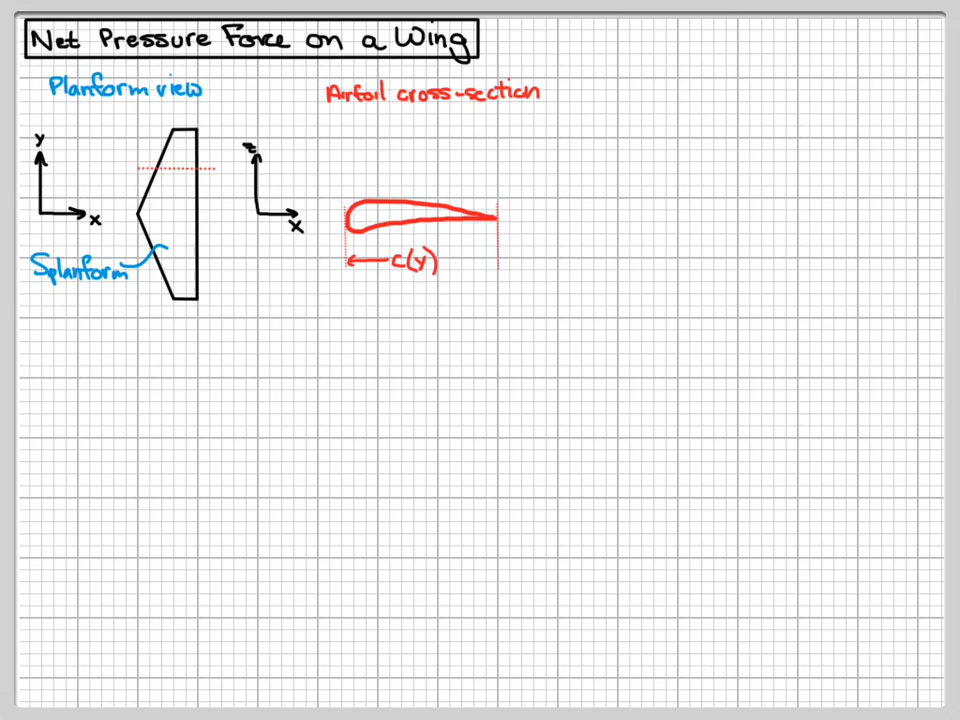 Net Pressure Force on a Wing
Planform view
Airfoil cross-section
y
x
z
x
Splanform
c(y)